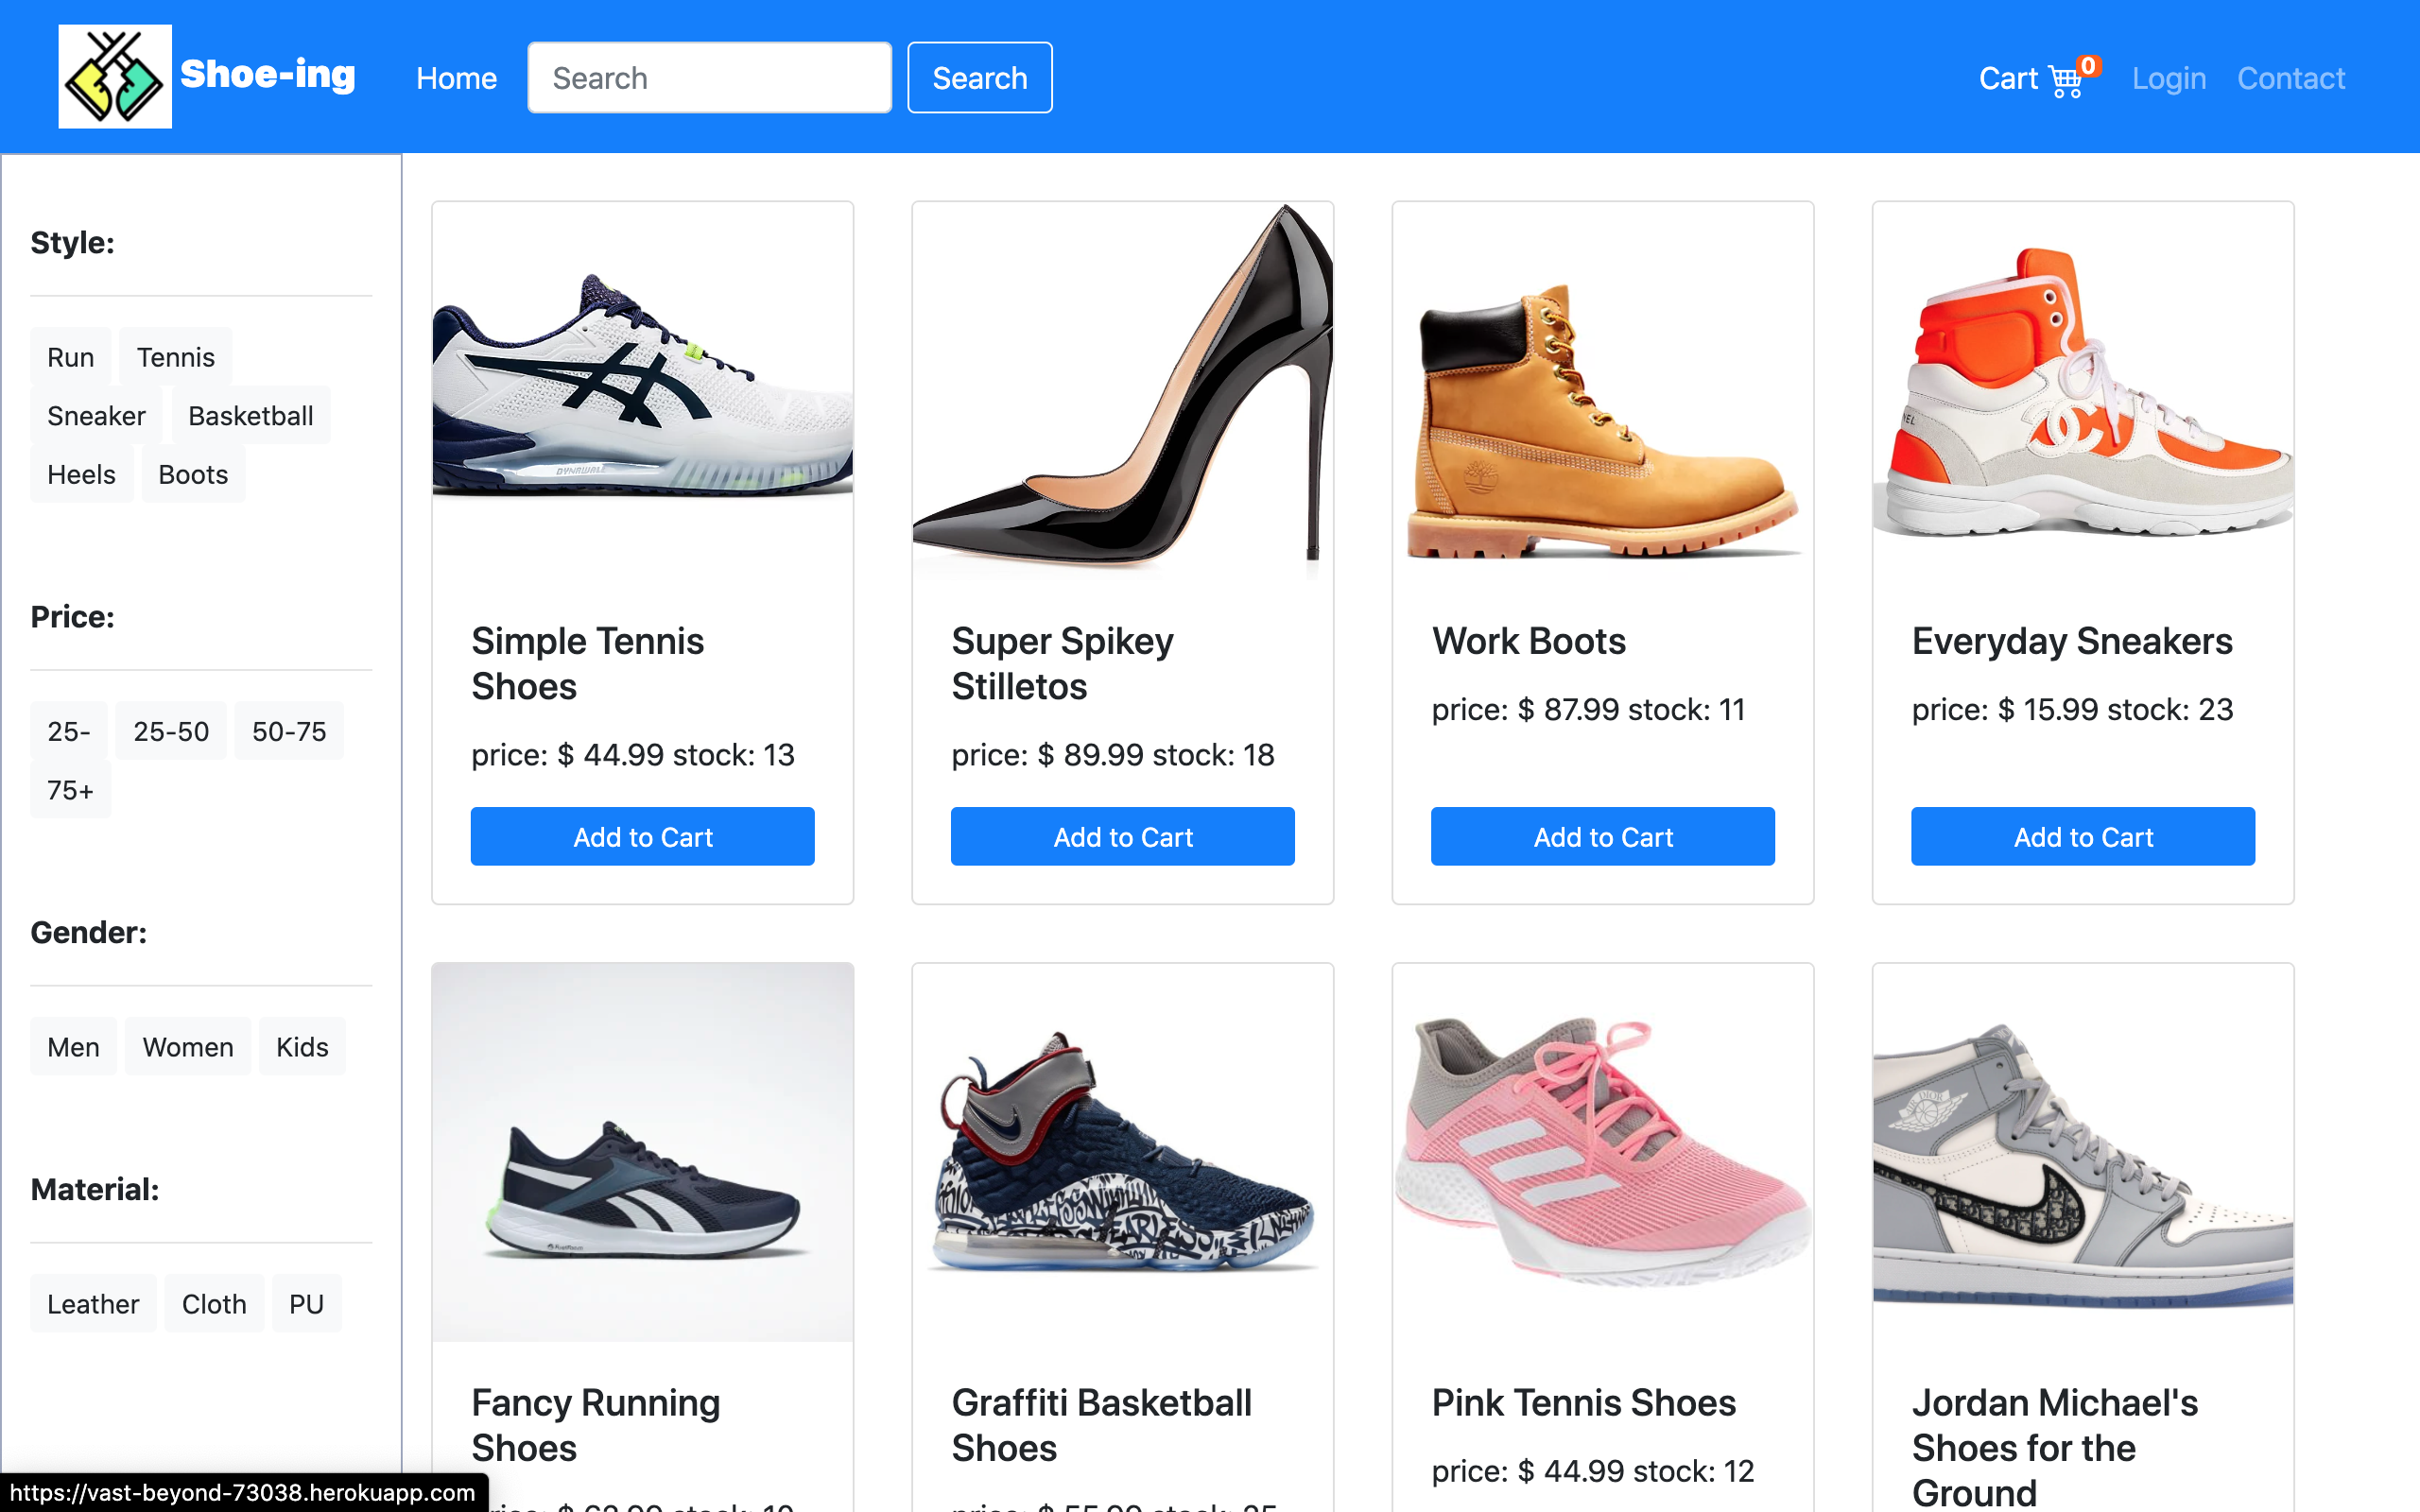 Shoe-ing
Home
Search
Search
Cart
0
Login
Contact
Style:
Run
Tennis
Sneaker
Basketball
Heels
Boots
Price:
25-
25-50
50-75
75+
Gender:
Men
Women
Kids
Material:
Leather
Cloth
PU
Simple Tennis
Shoes
price: $ 44.99 stock: 13
Add to Cart
Super Spikey
Stilletos
price: $ 89.99 stock: 18
Add to Cart
Work Boots
price: $ 87.99 stock: 11
Add to Cart
Everyday Sneakers
price: $ 15.99 stock: 23
Add to Cart
Fancy Running
Shoes
Graffiti Basketball
Shoes
Pink Tennis Shoes
price: $ 44.99 stock: 12
Jordan Michael's
Shoes for the
Ground
https://vast-beyond-73038.herokuapp.com